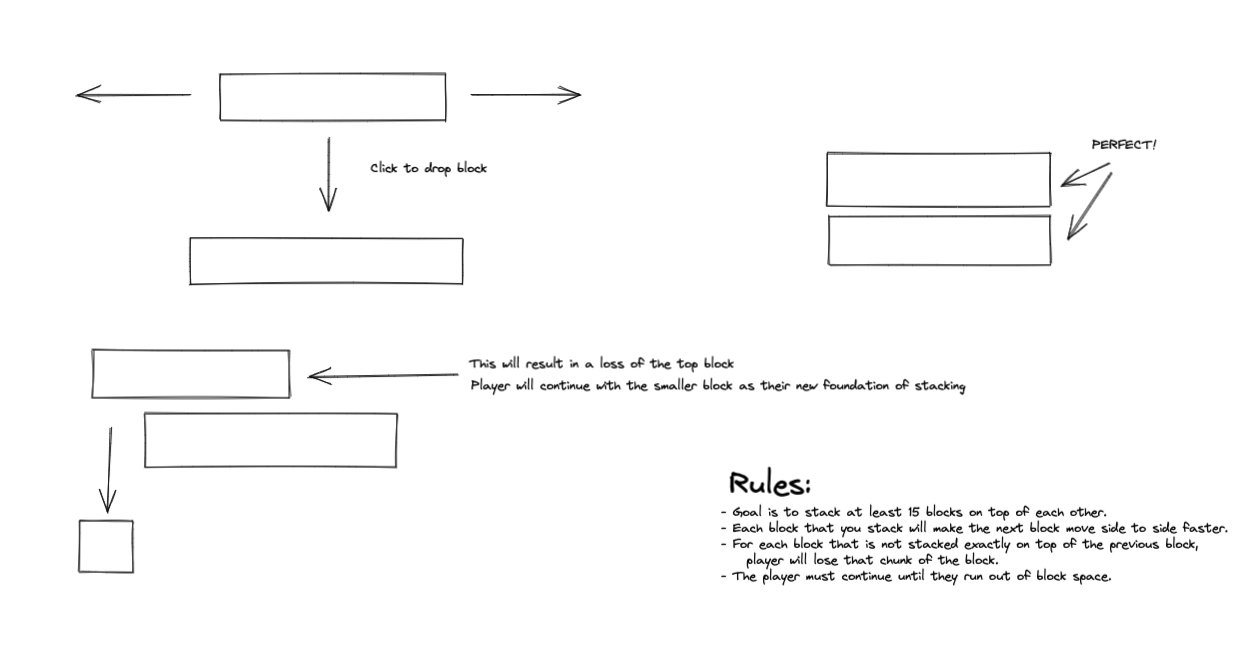 Click to drop block
PERFECT!
This will result in a loss of the top block
Player will continue with the smaller block as their new foundation of stacking
Rules:
- Goal is to stack at least 15 blocks on top of each other.
- Each block that you stack will make the next block move side to side faster.
- For each block that is not stacked exactly on top of the previous block,
player will lose that chunk of the block.
- The player must continue until they run out of block space.